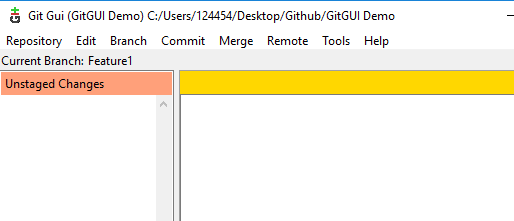 Git Gui (GitGUI Demo) C:/Users/124454/Desktop/Github/GitGUI Demo
Repository Edit Branch Commit Merge Remote Tools Help
Current Branch: Feature1
Unstaged Changes